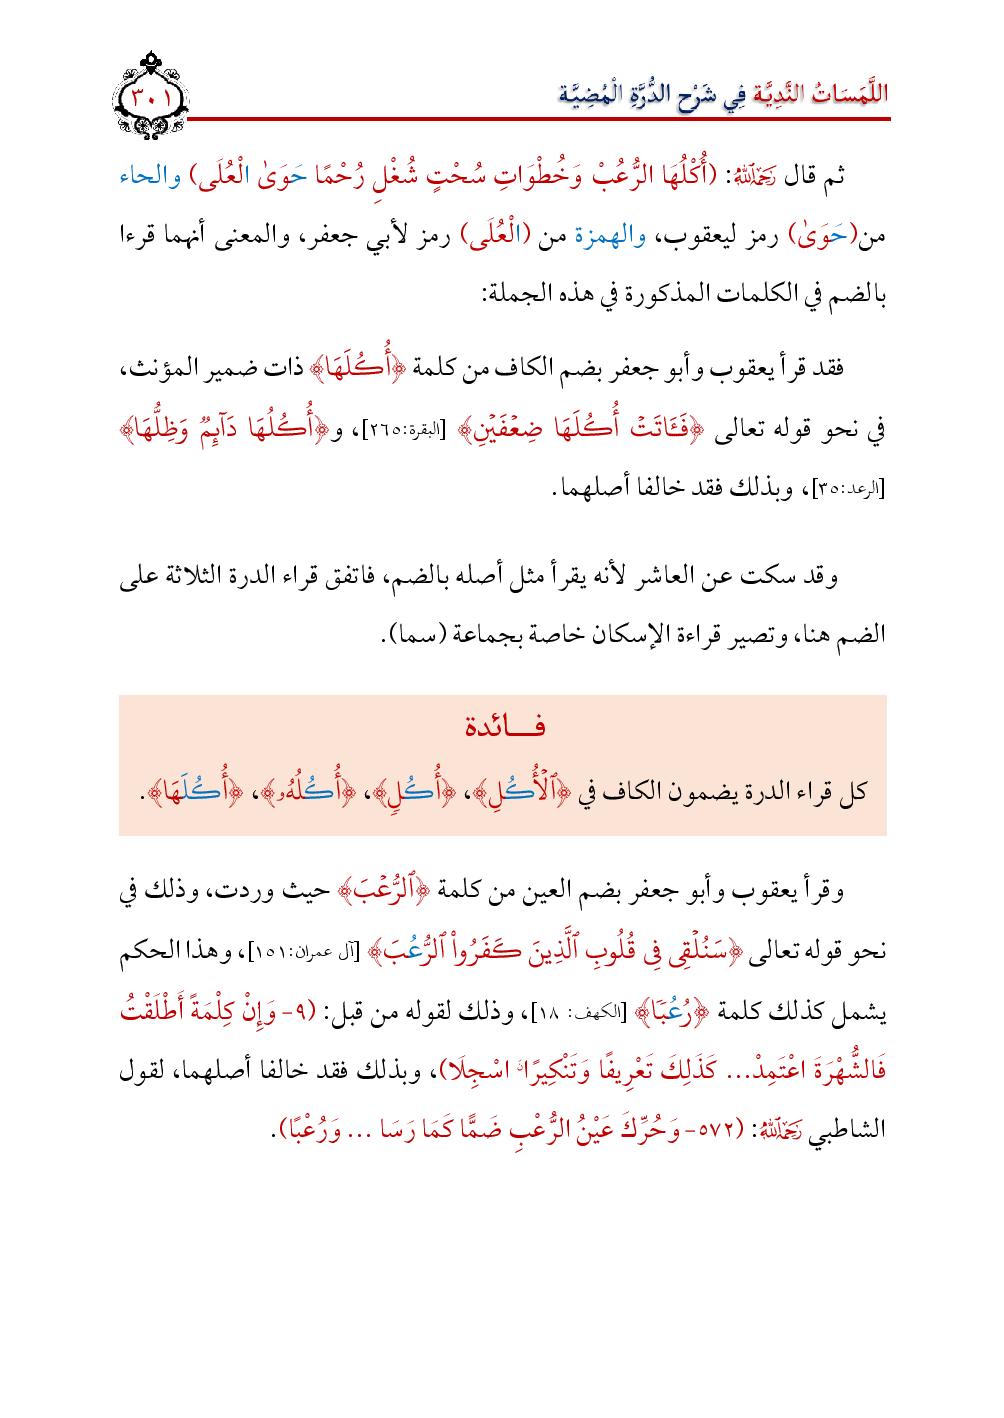 اللَّمَسَاتُ النَّدِيَّة فِي شَرْحِ الدُّرَّةِ الْمُضِيَّة
٣٠١
ثم قال رَحِمَهُ ٱللَّهُ: (أُكْلُهَا الرُّعْبْ وَخُطْوَاتِ سُحْتٍ شُغْلِ رُحْمًا حَوَىٰ الْعُلَى) والحاء
من(حَوَىٰ) رمز ليعقوب، والهمزة من (الْعُلَى) رمز لأبي جعفر، والمعنى أنهما قرءا
بالضم في الكلمات المذكورة في هذه الجملة:
فقد قرأ يعقوب وأبو جعفر بضم الكاف من كلمة ﴿أُكُلَهَا﴾ ذات ضمير المؤنث،
في نحو قوله تعالى ﴿فَـَٔاتَتۡ أُكُلَهَا ضِعۡفَيۡنِ﴾ [البقرة:٢٦٥]، و﴿أُكُلُهَا دَآئِمٞ وَظِلُّهَا﴾
[الرعد:٣٥]، وبذلك فقد خالفا أصلهما.
وقد سكت عن العاشر لأنه يقرأ مثل أصله بالضم، فاتفق قراء الدرة الثلاثة على
الضم هنا، وتصير قراءة الإسكان خاصة بجماعة (سما).
فـــائدة
كل قراء الدرة يضمون الكاف في ﴿ٱلۡأُكُلِ﴾، ﴿أُكُلٍ﴾، ﴿أُكُلُهُۥ﴾، ﴿أُكُلَهَا﴾.
وقرأ يعقوب وأبو جعفر بضم العين من كلمة ﴿ٱلرُّعۡبَ﴾ حيث وردت، وذلك في
نحو قوله تعالى ﴿سَنُلۡقِي فِي قُلُوبِ ٱلَّذِينَ كَفَرُواْ ٱلرُّعُبَ﴾ [آل عمران:١٥١]، وهذا الحكم
يشمل كذلك كلمة ﴿رُعُبٗا﴾ [الكهف: ١٨]، وذلك لقوله من قبل: (٩- وَإِنْ كِلْمَةً أَطْلَقْتُ
فَالشُّهْرَةَ اعْتَمِدْ... كَذَلِكَ تَعْرِيفًا وَتَنْكِيرًا اسْجِلَا)، وبذلك فقد خالفا أصلهما، لقول
الشاطبي رَحِمَهُ ٱللَّهُ: (٥٧٢- وَحُرِّكَ عَيْنُ الرُّعْبِ ضَمًّا كَمَا رَسَا ... وَرُعْبًا).